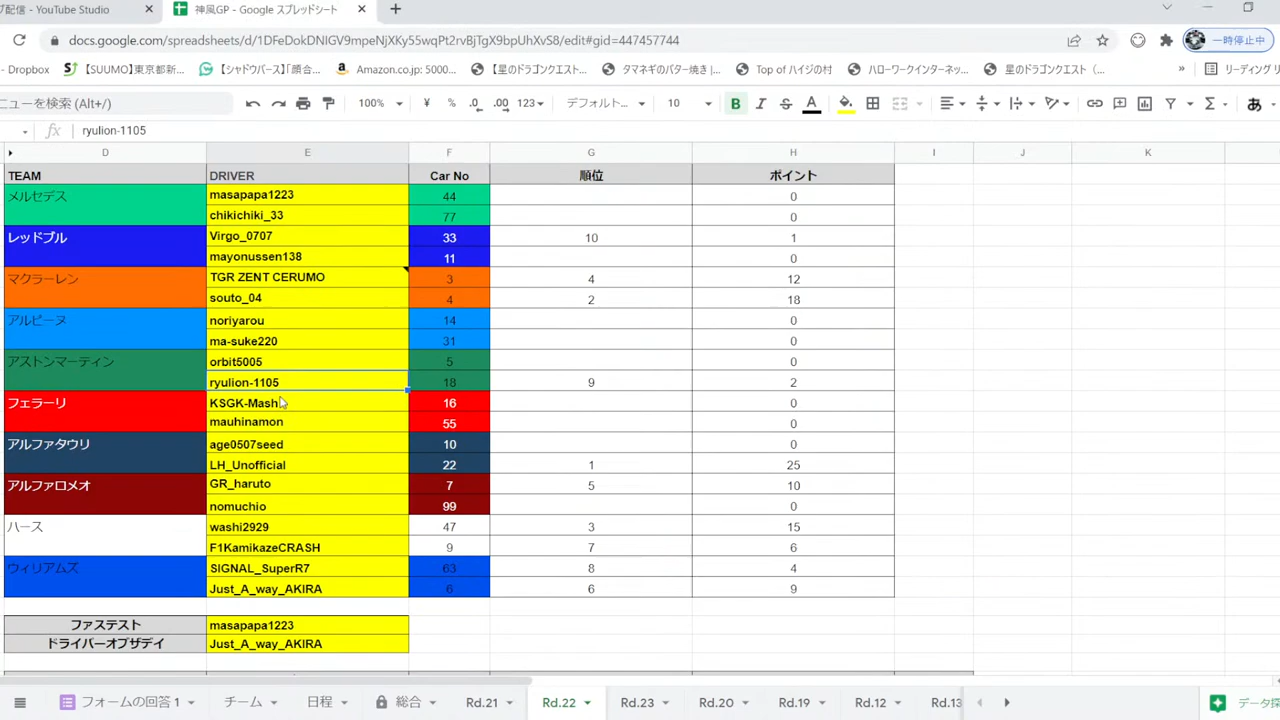 ブ配信 - YouTube Studio × 神風GP - Google スプレッドシート × +
docs.google.com/spreadsheets/d/1DFeDokDNIGV9mpeNjXKy55wqPt2rvBjTgX9bpUhXvS8/edit#gid=447457744 一時停止中
Dropbox 【SUUMO】東京都新... 【シャドウバース】「顔合... Amazon.co.jp: 5000... 【星のドラゴンクエスト... タマネギのバター焼き |... Top of ハイジの村 ハローワークインターネッ... 星のドラゴンクエスト (... » リーディング リ
ニューを検索 (Alt+/) 100% ¥ % .0 .00 123 デフォルト... 10 B I S A Σ あ
fx ryulion-1105
D E F G H I J K
TEAM DRIVER Car No 順位 ポイント
メルセデス masapapa1223 44 0
chikichiki_33 77 0
レッドブル Virgo_0707 33 10 1
mayonussen138 11 0
マクラーレン TGR ZENT CERUMO 3 4 12
souto_04 4 2 18
アルピーヌ noriyarou 14 0
ma-suke220 31 0
アストンマーティン orbit5005 5 0
ryulion-1105 18 9 2
フェラーリ KSGK-Mash 16 0
mauhinamon 55 0
アルファタウリ age0507seed 10 0
LH_Unofficial 22 1 25
アルファロメオ GR_haruto 7 5 10
nomuchio 99 0
ハース washi2929 47 3 15
F1KamikazeCRASH 9 7 6
ウィリアムズ SIGNAL_SuperR7 63 8 4
Just_A_way_AKIRA 6 6 9
ファステスト masapapa1223
ドライバーオブザデイ Just_A_way_AKIRA
フォームの回答 1 チーム 日程 総合 Rd.21 Rd.22 Rd.23 Rd.20 Rd.19 Rd.12 Rd.13 データ探